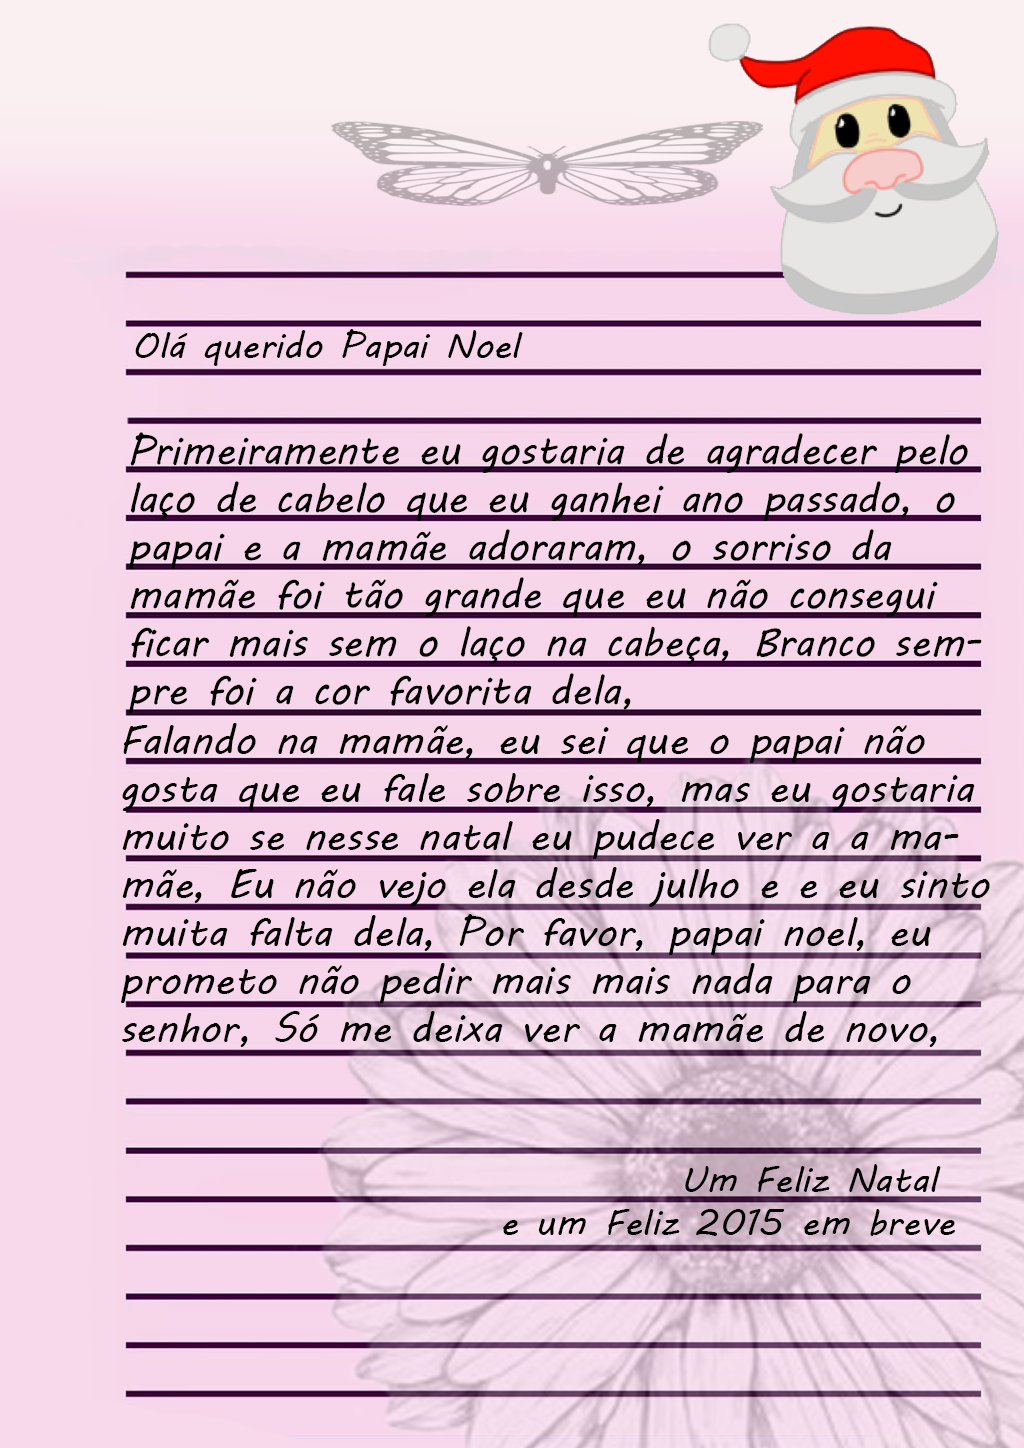 Olá querido Papai Noel
Primeiramente eu gostaria de agradecer pelo
laço de cabelo que eu ganhei ano passado, o
papai e a mamãe adoraram, o sorriso da
mamãe foi tão grande que eu não consegui
ficar mais sem o laço na cabeça, Branco sem-
pre foi a cor favorita dela,
Falando na mamãe, eu sei que o papai não
gosta que eu fale sobre isso, mas eu gostaria
muito se nesse natal eu pudece ver a a ma-
mãe, Eu não vejo ela desde julho e e eu sinto
muita falta dela, Por favor, papai noel, eu
prometo não pedir mais mais nada para o
senhor, Só me deixa ver a mamãe de novo,
Um Feliz Natal
e um Feliz 2015 em breve